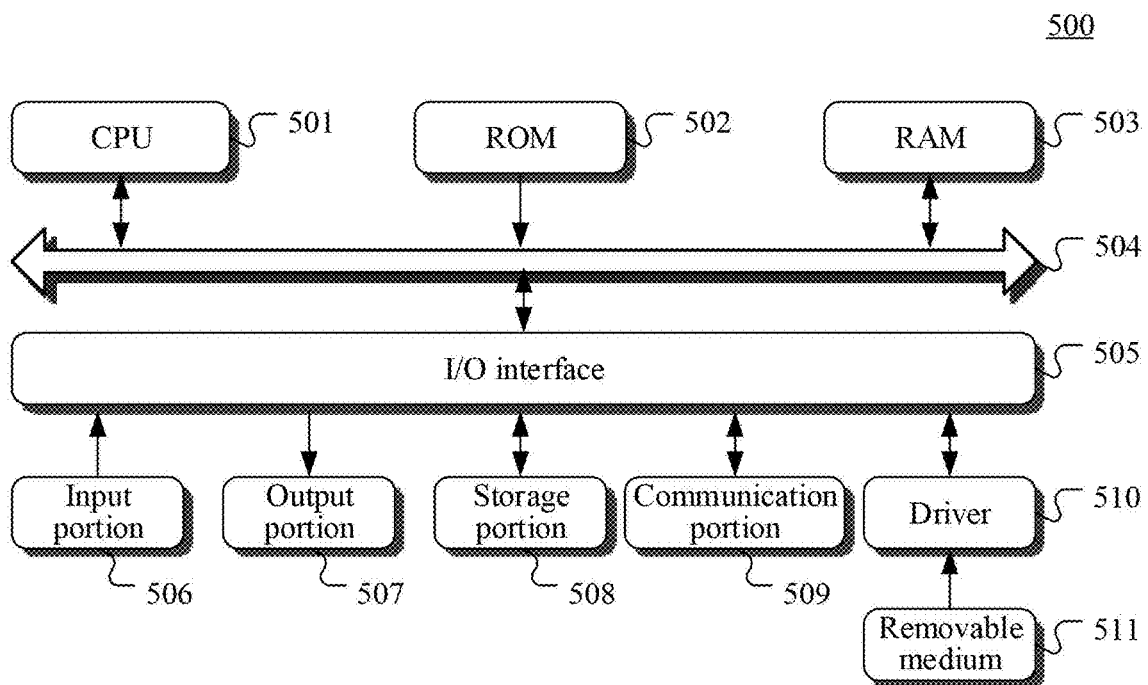 500
CPU
501
ROM
502
RAM
503
504
I/O interface
505
Input
portion
506
Output
portion
507
Storage
portion
508
Communication
portion
509
Driver
510
Removable
medium
511